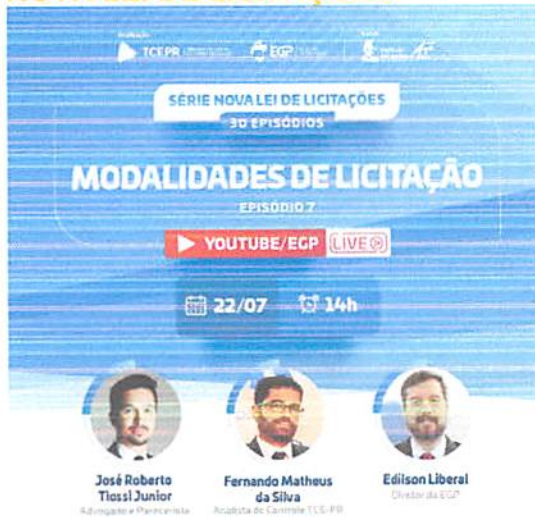 TCEPR
EGP
SÉRIE NOVA LEI DE LICITAÇÕES
30 EPISÓDIOS
MODALIDADES DE LICITAÇÃO
EPISÓDIO 7
YOUTUBE/EGP LIVE
22/07 14h
José Roberto
Tiossi Junior
Advogado e Parecerista
Fernando Matheus
da Silva
Analista de Controle TCE-PR
Edilson Liberal
Diretor da EGP